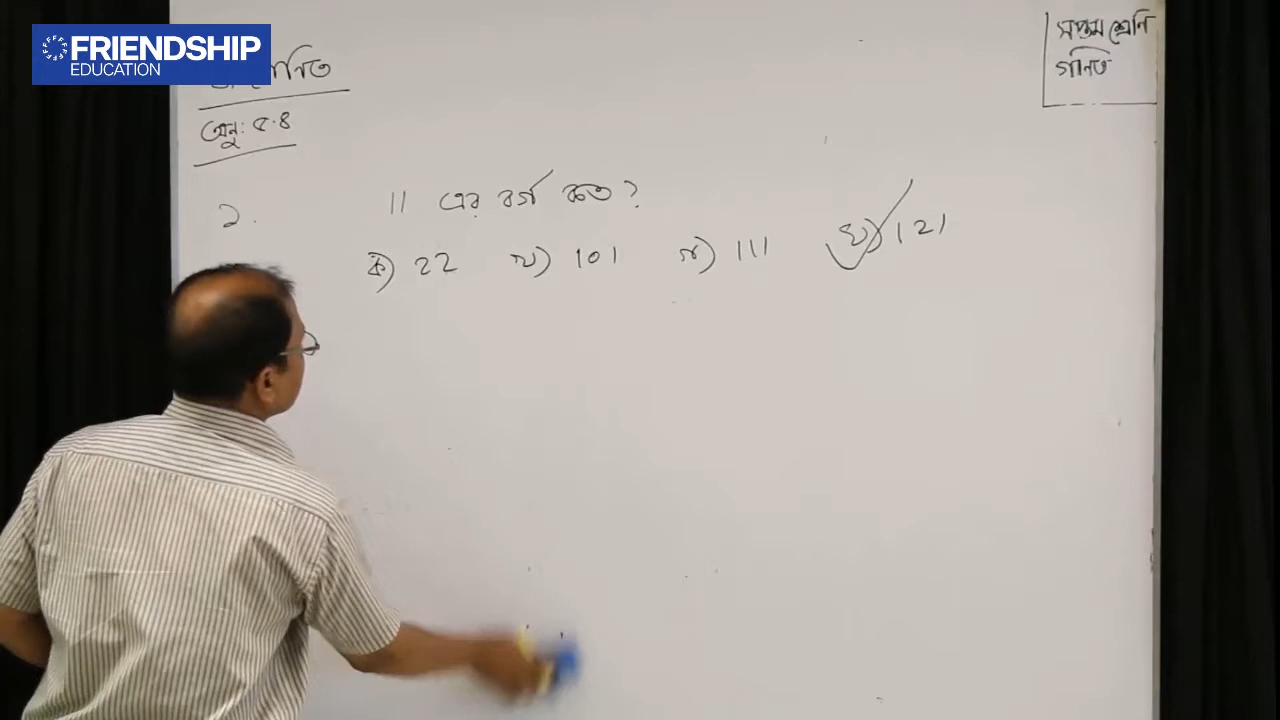 FRIENDSHIP
EDUCATION
সপ্তম শ্রেণি
গণিত
অনু: ৫.৪
১.
11 এর বর্গ কত?
ক) 22 খ) 101 গ) 111 ঘ) 121